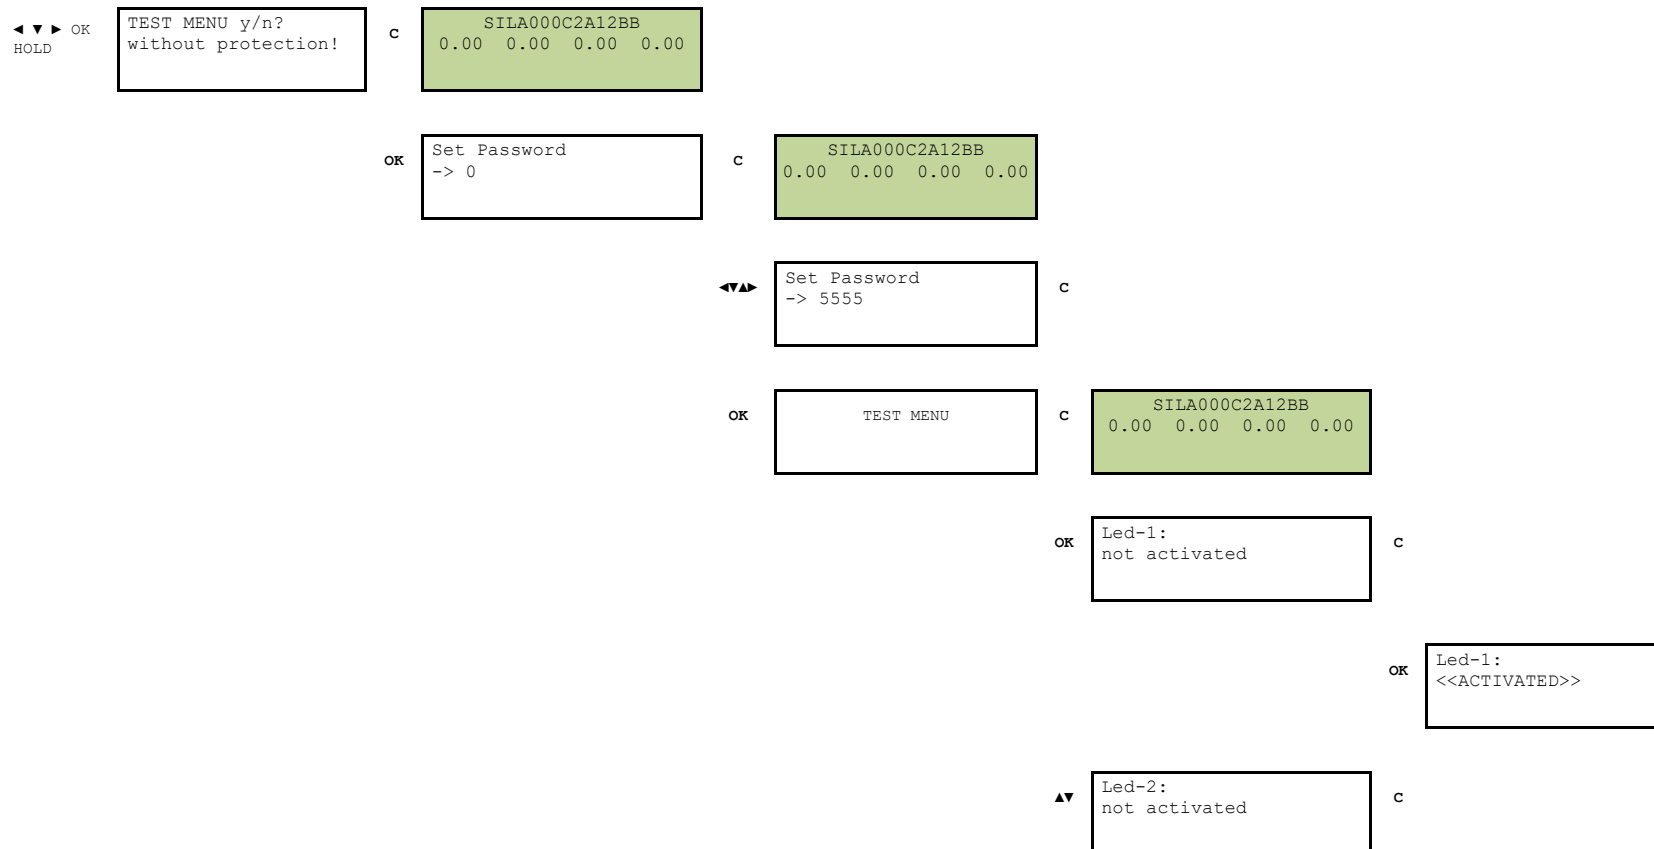 ◄ ▼ ► OK
HOLD
TEST MENU y/n?
without protection!
C
SILA000C2A12BB
0.00 0.00 0.00 0.00
OK
Set Password
-> 0
C
SILA000C2A12BB
0.00 0.00 0.00 0.00
◄▼▲►
Set Password
-> 5555
C
OK
TEST MENU
C
SILA000C2A12BB
0.00 0.00 0.00 0.00
OK
Led-1:
not activated
C
OK
Led-1:
<<ACTIVATED>>
▲▼
Led-2:
not activated
C